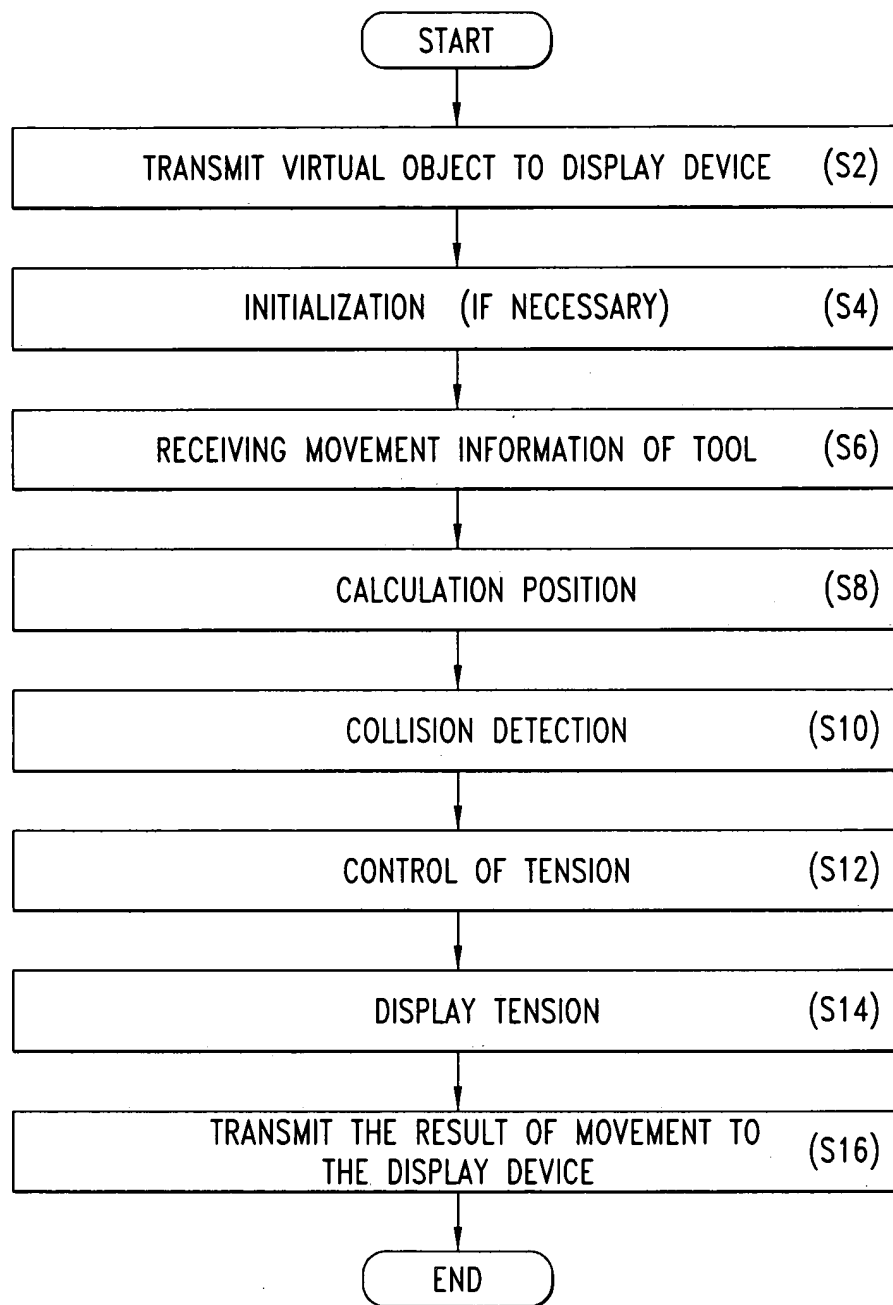 START
TRANSMIT VIRTUAL OBJECT TO DISPLAY DEVICE (S2)
INITIALIZATION (IF NECESSARY) (S4)
RECEIVING MOVEMENT INFORMATION OF TOOL (S6)
CALCULATION POSITION (S8)
COLLISION DETECTION (S10)
CONTROL OF TENSION (S12)
DISPLAY TENSION (S14)
TRANSMIT THE RESULT OF MOVEMENT TO (S16)
THE DISPLAY DEVICE
END